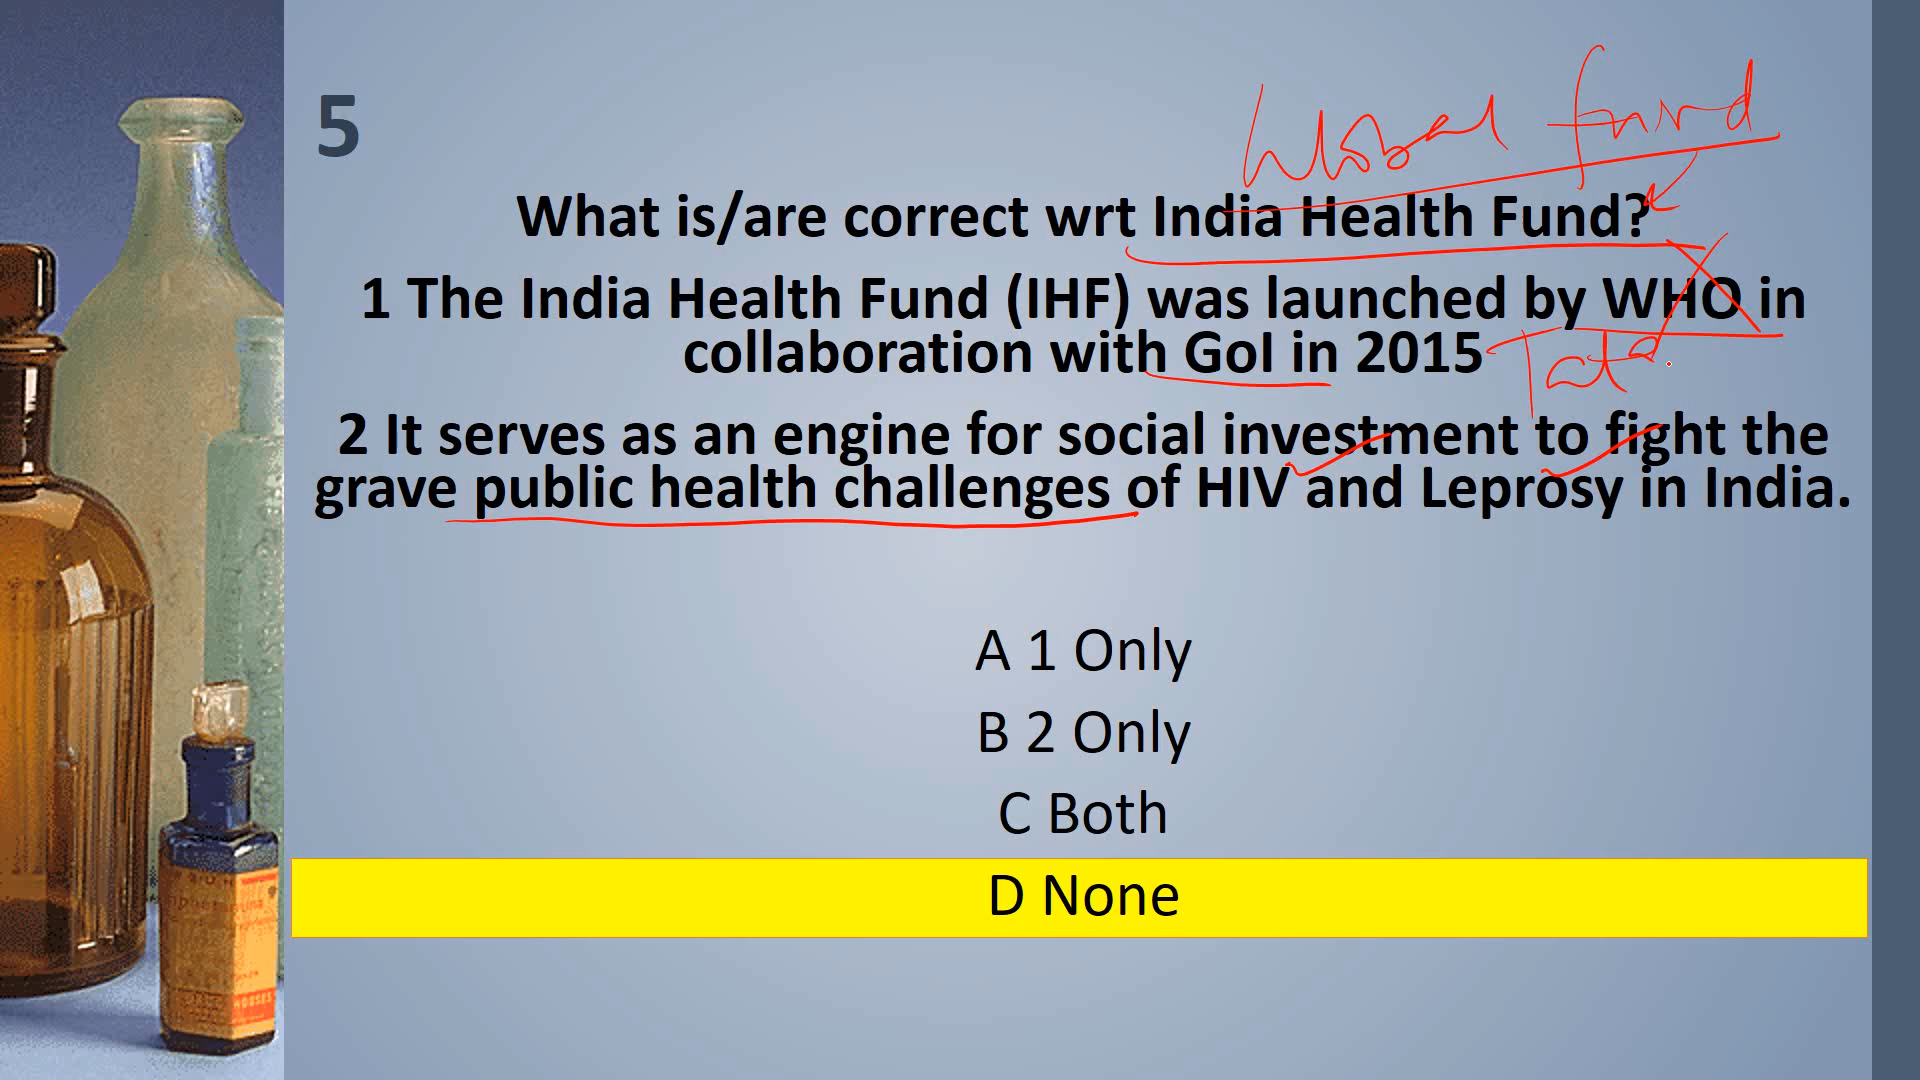 Global fund
5
What is/are correct wrt India Health Fund?
1 The India Health Fund (IHF) was launched by WHO in
collaboration with GoI in 2015
Tata
2 It serves as an engine for social investment to fight the
grave public health challenges of HIV and Leprosy in India.
A 1 Only
B 2 Only
C Both
D None
HOUSES